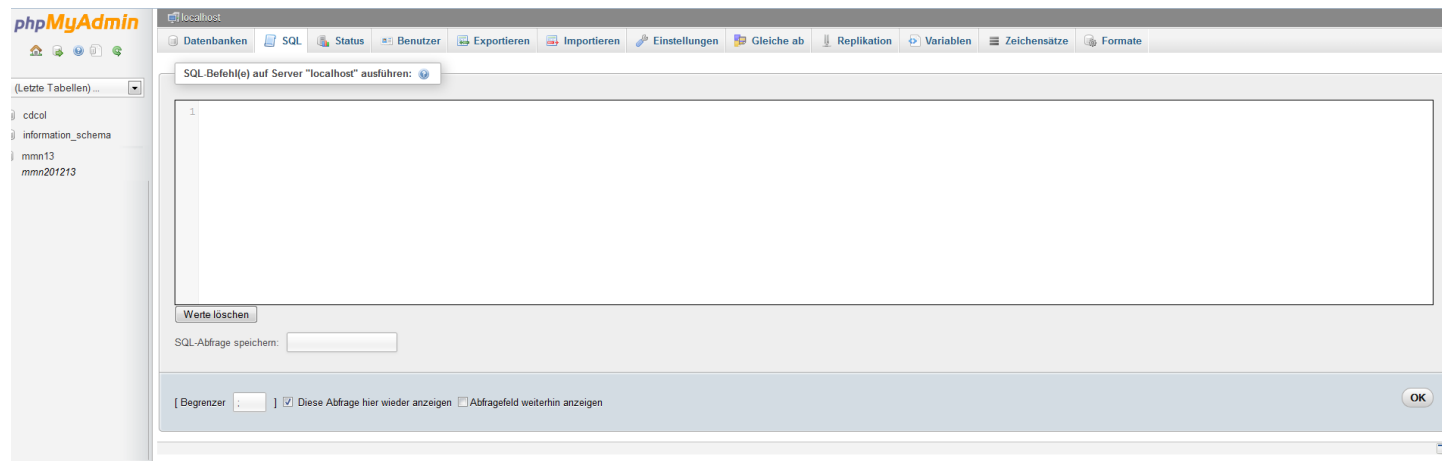 phpMyAdmin
(Letzte Tabellen) ...
cdcol
information_schema
mmn13
mmn201213
localhost
Datenbanken SQL Status Benutzer Exportieren Importieren Einstellungen Gleiche ab Replikation Variablen Zeichensätze Formate
SQL-Befehl(e) auf Server "localhost" ausführen:
1
Werte löschen
SQL-Abfrage speichern:
[ Begrenzer ; ] Diese Abfrage hier wieder anzeigen Abfragefeld weiterhin anzeigen
OK